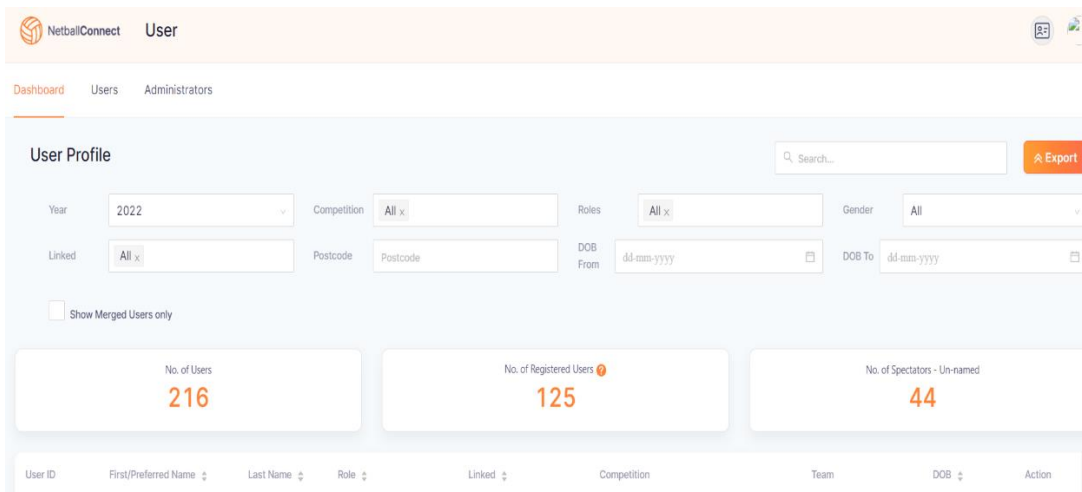 NetballConnect User
Dashboard Users Administrators
User Profile Search... Export
Year 2022 Competition All x Roles All x Gender All
Linked All x Postcode Postcode DOB From dd-mm-yyyy DOB To dd-mm-yyyy
Show Merged Users only
No. of Users No. of Registered Users ? No. of Spectators - Un-named
216 125 44
User ID First/Preferred Name Last Name Role Linked Competition Team DOB Action